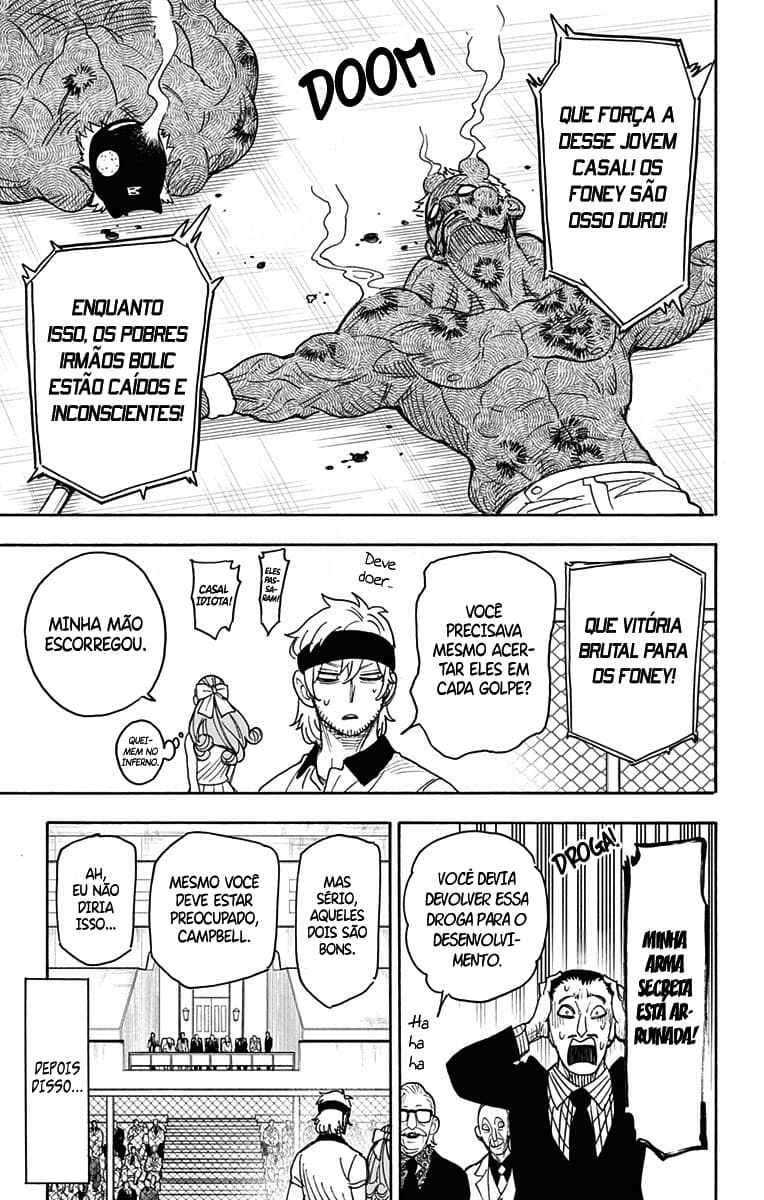 DOOM
QUE FORÇA A
DESSE JOVEM
CASAL! OS
FONEY SÃO
OSSO DURO!
ENQUANTO
ISSO, OS POBRES
IRMÃOS BOLIC
ESTÃO CAÍDOS E
INCONSCIENTES!
QUE VITÓRIA
BRUTAL PARA
OS FONEY!
VOCÊ
PRECISAVA
MESMO ACER-
TAR ELES EM
CADA GOLPE?
Deve
doer...
ELES
PAS-
SA-
RAM!
CASAL
IDIOTA!
MINHA MÃO
ESCORREGOU.
QUEI-
MEM NO
INFERNO.
DROGA!
MINHA
ARMA
SECRETA
ESTÁ AR-
RUINADA!
VOCÊ DEVIA
DEVOLVER ESSA
DROGA PARA O
DESENVOLVI-
MENTO.
Ha
ha
ha
MAS
SÉRIO,
AQUELES
DOIS SÃO
BONS.
MESMO VOCÊ
DEVE ESTAR
PREOCUPADO,
CAMPBELL.
AH,
EU NÃO
DIRIA
ISSO...
DEPOIS
DISSO...